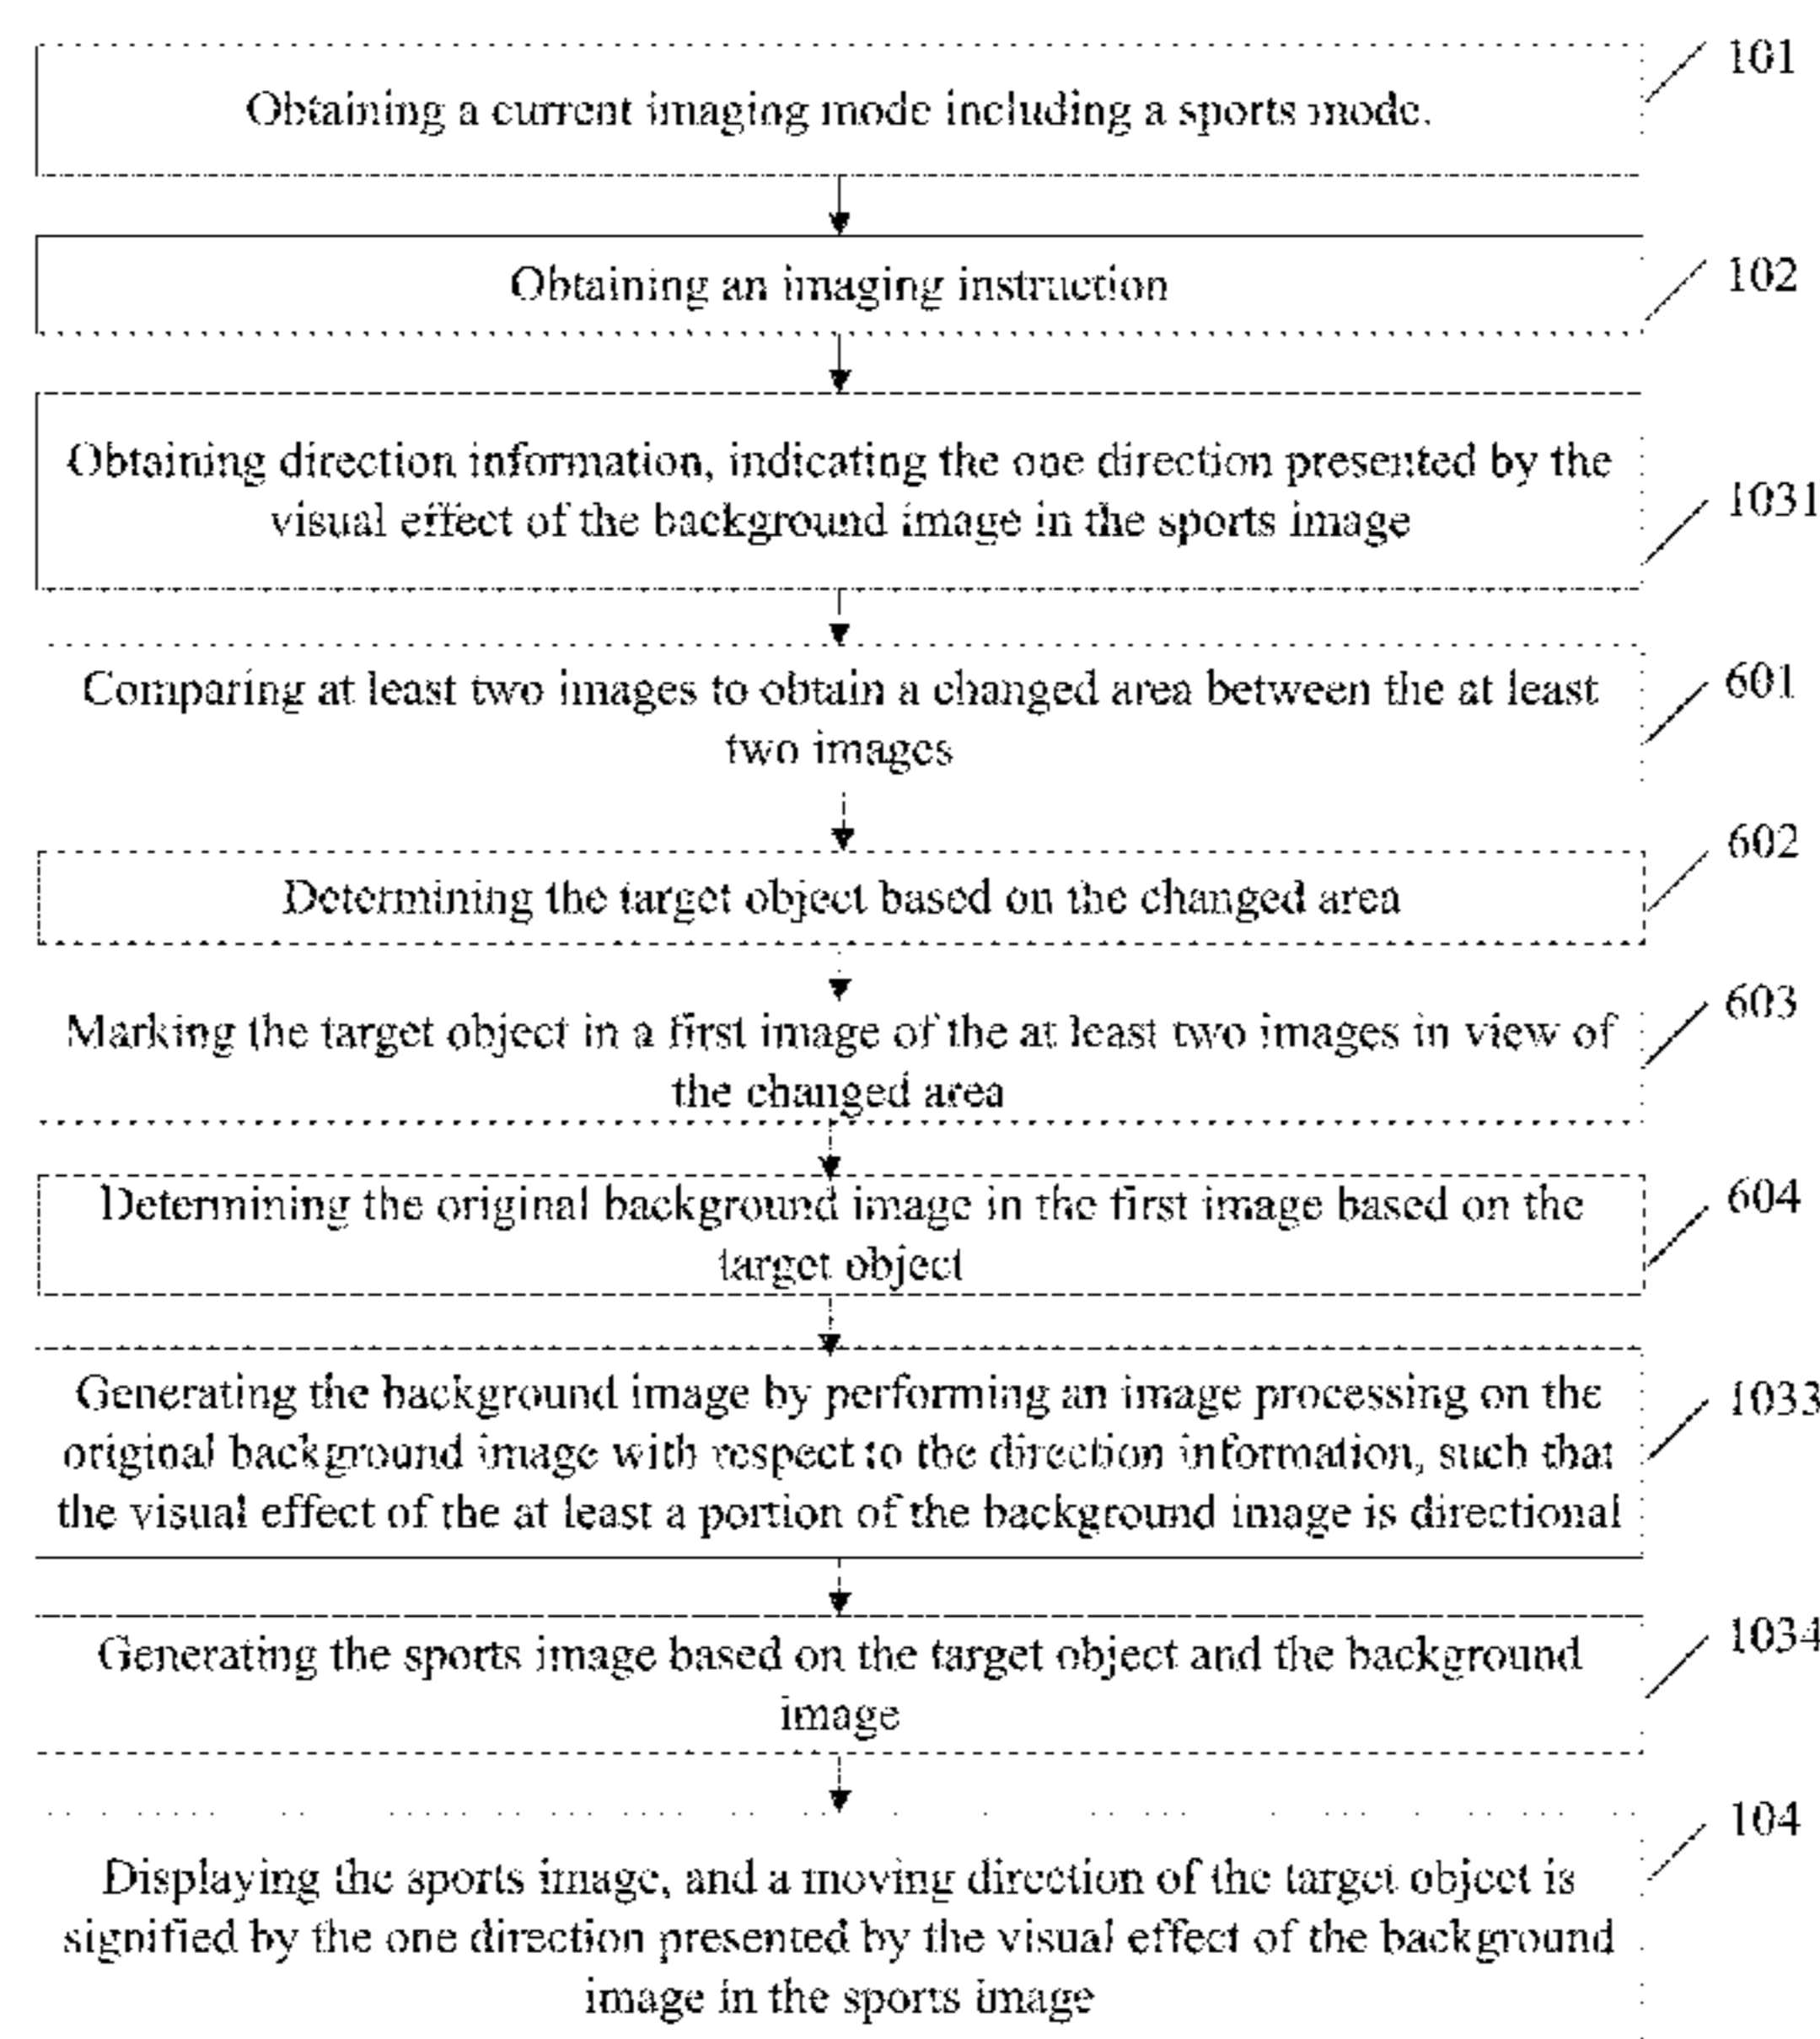 101
Obtaining a current imaging mode including a sports mode.
102
Obtaining an imaging instruction
Obtaining direction information, indicating the one direction presented by the
visual effect of the background image in the sports image
1031
Comparing at least two images to obtain a changed area between the at least
two images
601
602
Determining the target object based on the changed area
603
Marking the target object in a first image of the at least two images in view of
the changed area
604
Determining the original background image in the first image based on the
target object
Generating the background image by performing an image processing on the
original background image with respect to the direction information, such that
the visual effect of the at least a portion of the background image is directional
1033
1034
Generating the sports image based on the target object and the background
image
104
Displaying the sports image, and a moving direction of the target object is
signified by the one direction presented by the visual effect of the background
image in the sports image